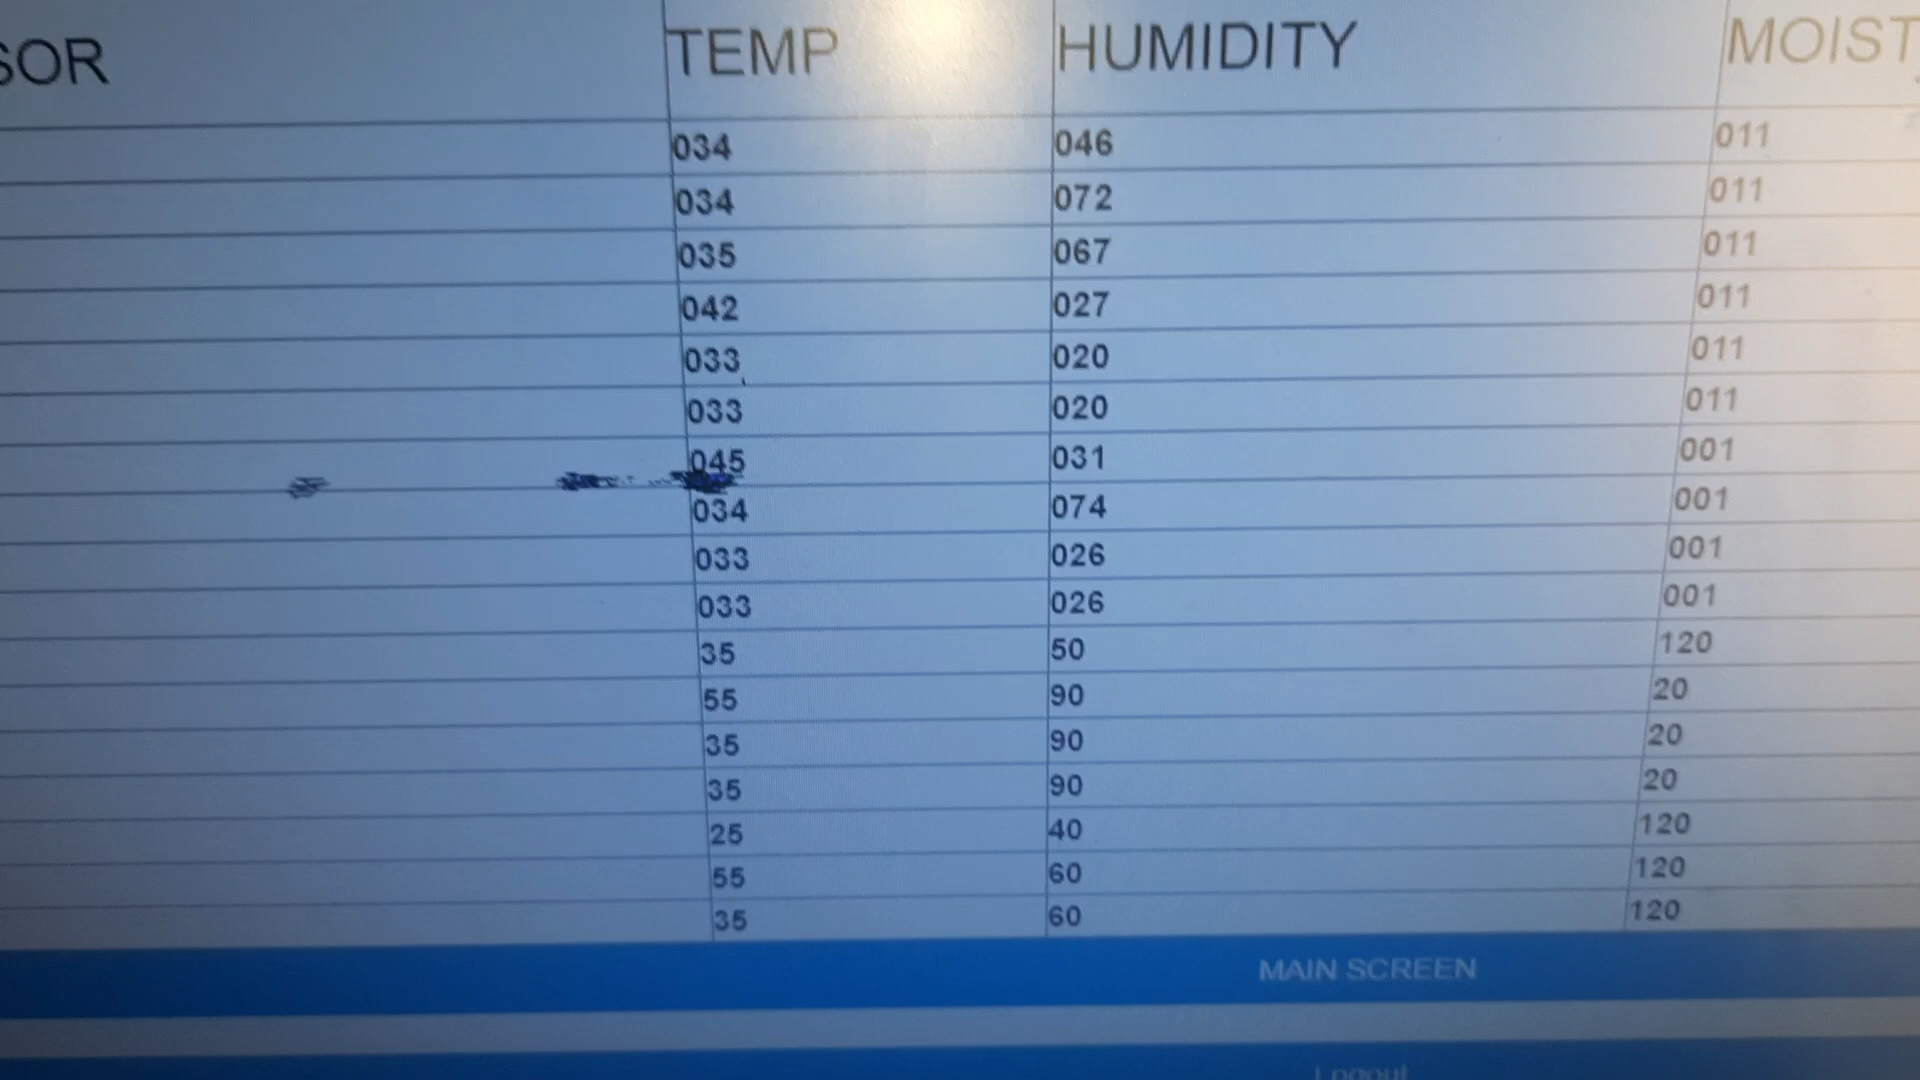 SOR TEMP HUMIDITY MOIST
034 046 011
034 072 011
035 067 011
042 027 011
033 020 011
033 020 011
045 031 001
034 074 001
033 026 001
033 026 001
35 50 120
55 90 20
35 90 20
35 90 20
25 40 120
55 60 120
35 60 120
MAIN SCREEN
Logout